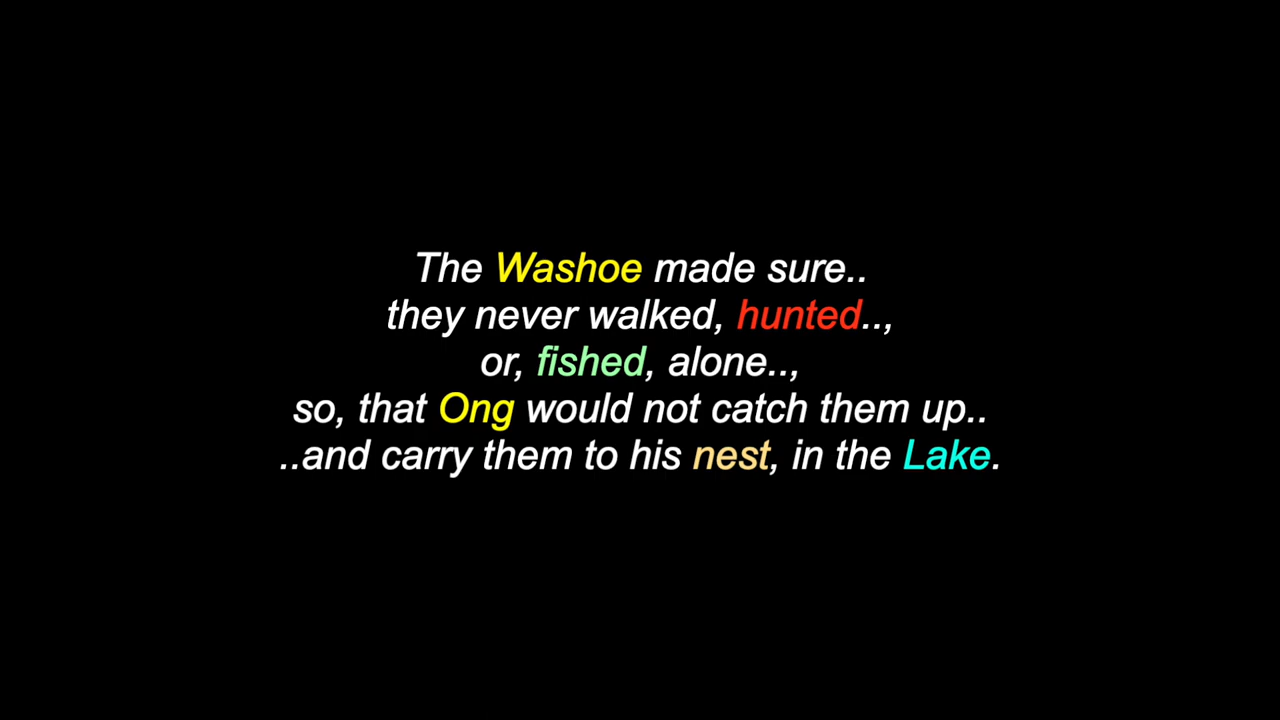 The Washoe made sure..
they never walked, hunted..,
or, fished, alone..,
so, that Ong would not catch them up..
..and carry them to his nest, in the Lake.